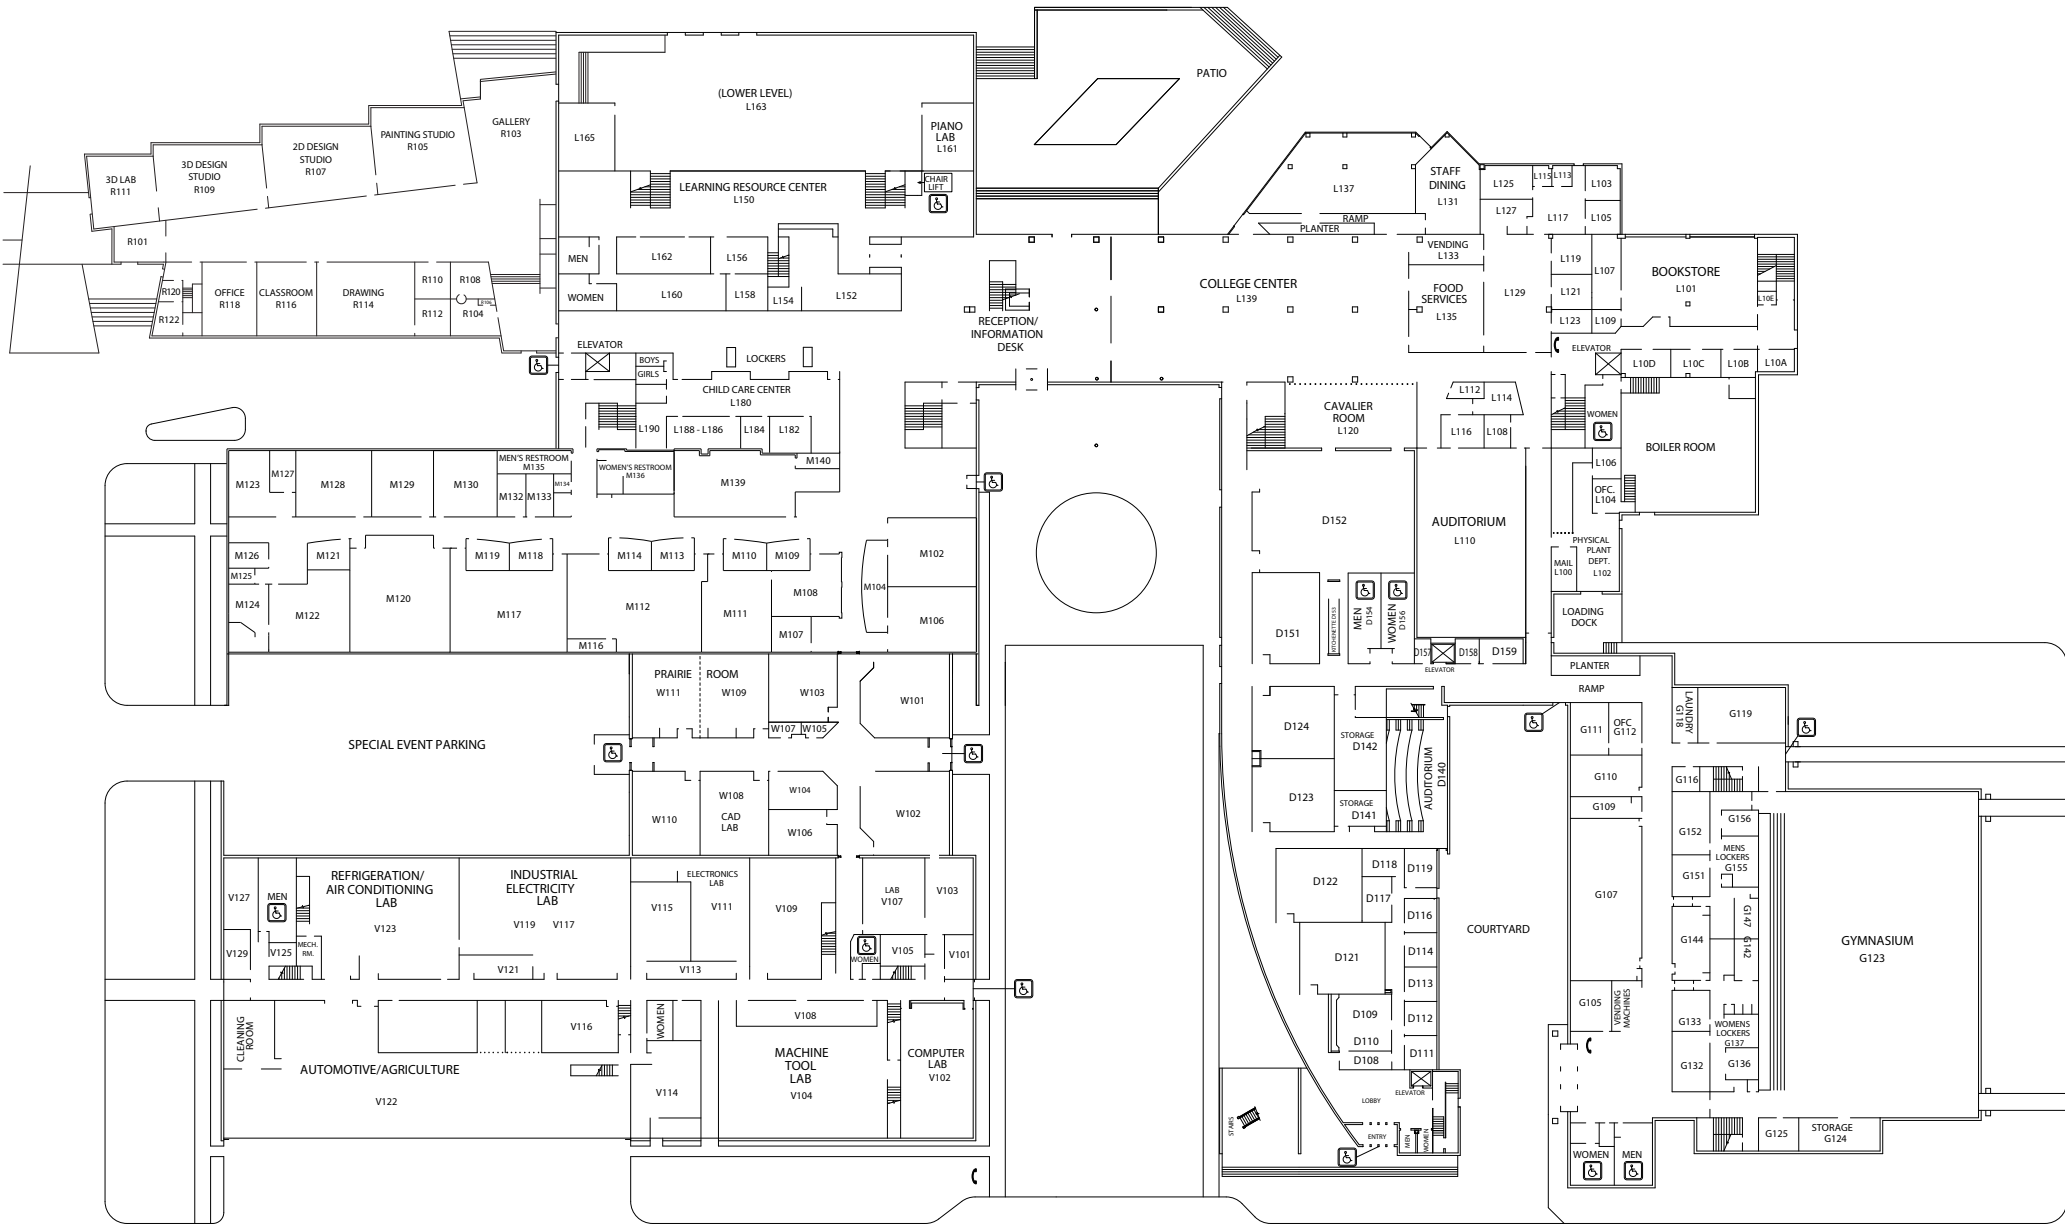 PATIO
(LOWER LEVEL)
L163
L165
PIANO
LAB
L161
CHAIR
LIFT
LEARNING RESOURCE CENTER
L150
GALLERY
R103
PAINTING STUDIO
R105
2D DESIGN
STUDIO
R107
3D DESIGN
STUDIO
R109
3D LAB
R111
R101
R120
R122
OFFICE
R118
CLASSROOM
R116
DRAWING
R114
R110
R112
R108
R106
R104
MEN
WOMEN
L162
L156
L160
L158
L154
L152
L137
RAMP
PLANTER
STAFF
DINING
L131
L125
L115
L113
L103
L127
L117
L105
VENDING
L133
FOOD
SERVICES
L135
L129
L119
L121
L123
L107
L109
BOOKSTORE
L101
L10E
L10D
L10C
L10B
L10A
ELEVATOR
COLLEGE CENTER
L139
RECEPTION/
INFORMATION
DESK
ELEVATOR
BOYS
GIRLS
LOCKERS
CHILD CARE CENTER
L180
L190
L188 - L186
L184
L182
CAVALIER
ROOM
L120
L112
L114
L116
L108
WOMEN
BOILER ROOM
L106
OFC.
L104
PHYSICAL
PLANT
DEPT.
L102
MAIL
L100
LOADING
DOCK
AUDITORIUM
L110
M123
M127
M128
M129
M130
MEN'S RESTROOM
M135
M132
M133
M134
WOMEN'S RESTROOM
M136
M139
M140
M126
M125
M124
M121
M122
M120
M119
M118
M117
M114
M113
M112
M116
M110
M109
M111
M108
M107
M104
M102
M106
D152
D151
KITCHENETTE D153
MEN
D154
WOMEN
D156
D157
ELEVATOR
D158
D159
PLANTER
RAMP
PRAIRIE ROOM
W111
W109
W103
W107
W105
W101
SPECIAL EVENT PARKING
W110
W108
CAD
LAB
W104
W106
W102
D124
D123
STORAGE
D142
STORAGE
D141
AUDITORIUM
D140
G111
OFC
G112
G110
G109
G107
G105
VENDING
MACHINES
LAUNDRY
G118
G119
G116
G152
G151
G156
MENS
LOCKERS
G155
G147
G142
G144
G133
G132
WOMENS
LOCKERS
G137
G136
GYMNASIUM
G123
G125
STORAGE
G124
WOMEN
MEN
COURTYARD
V127
V129
MEN
V125
MECH.
RM.
REFRIGERATION/
AIR CONDITIONING
LAB
V123
INDUSTRIAL
ELECTRICITY
LAB
V119
V117
V121
ELECTRONICS
LAB
V115
V111
V113
V109
LAB
V107
V103
WOMEN
V105
V101
CLEANING
ROOM
AUTOMOTIVE/AGRICULTURE
V122
V116
WOMEN
V114
V108
MACHINE
TOOL
LAB
V104
COMPUTER
LAB
V102
D122
D118
D119
D117
D116
D121
D114
D113
D109
D110
D108
D112
D111
ELEVATOR
LOBBY
STAIRS
ENTRY
MEN
WOMEN